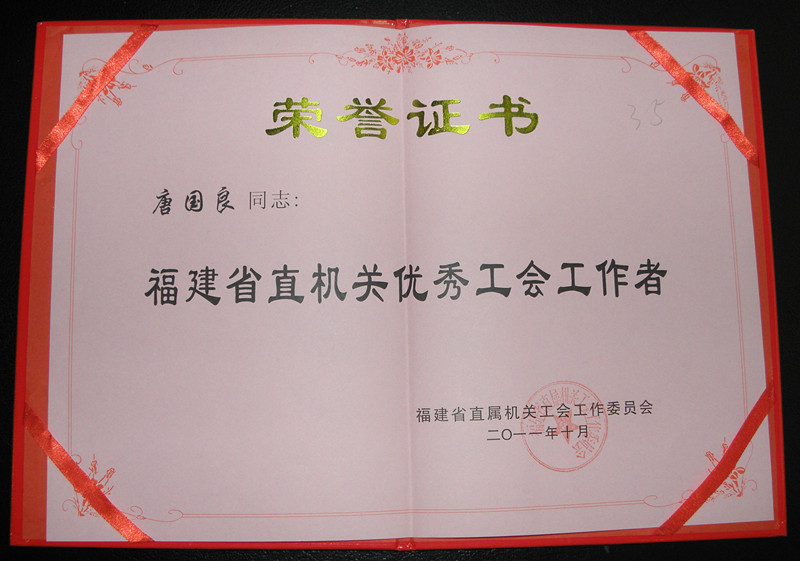 荣誉证书
35
唐国良 同志:
福建省直机关优秀工会工作者
福建省直属机关工会工作委员会
二〇一一年十月